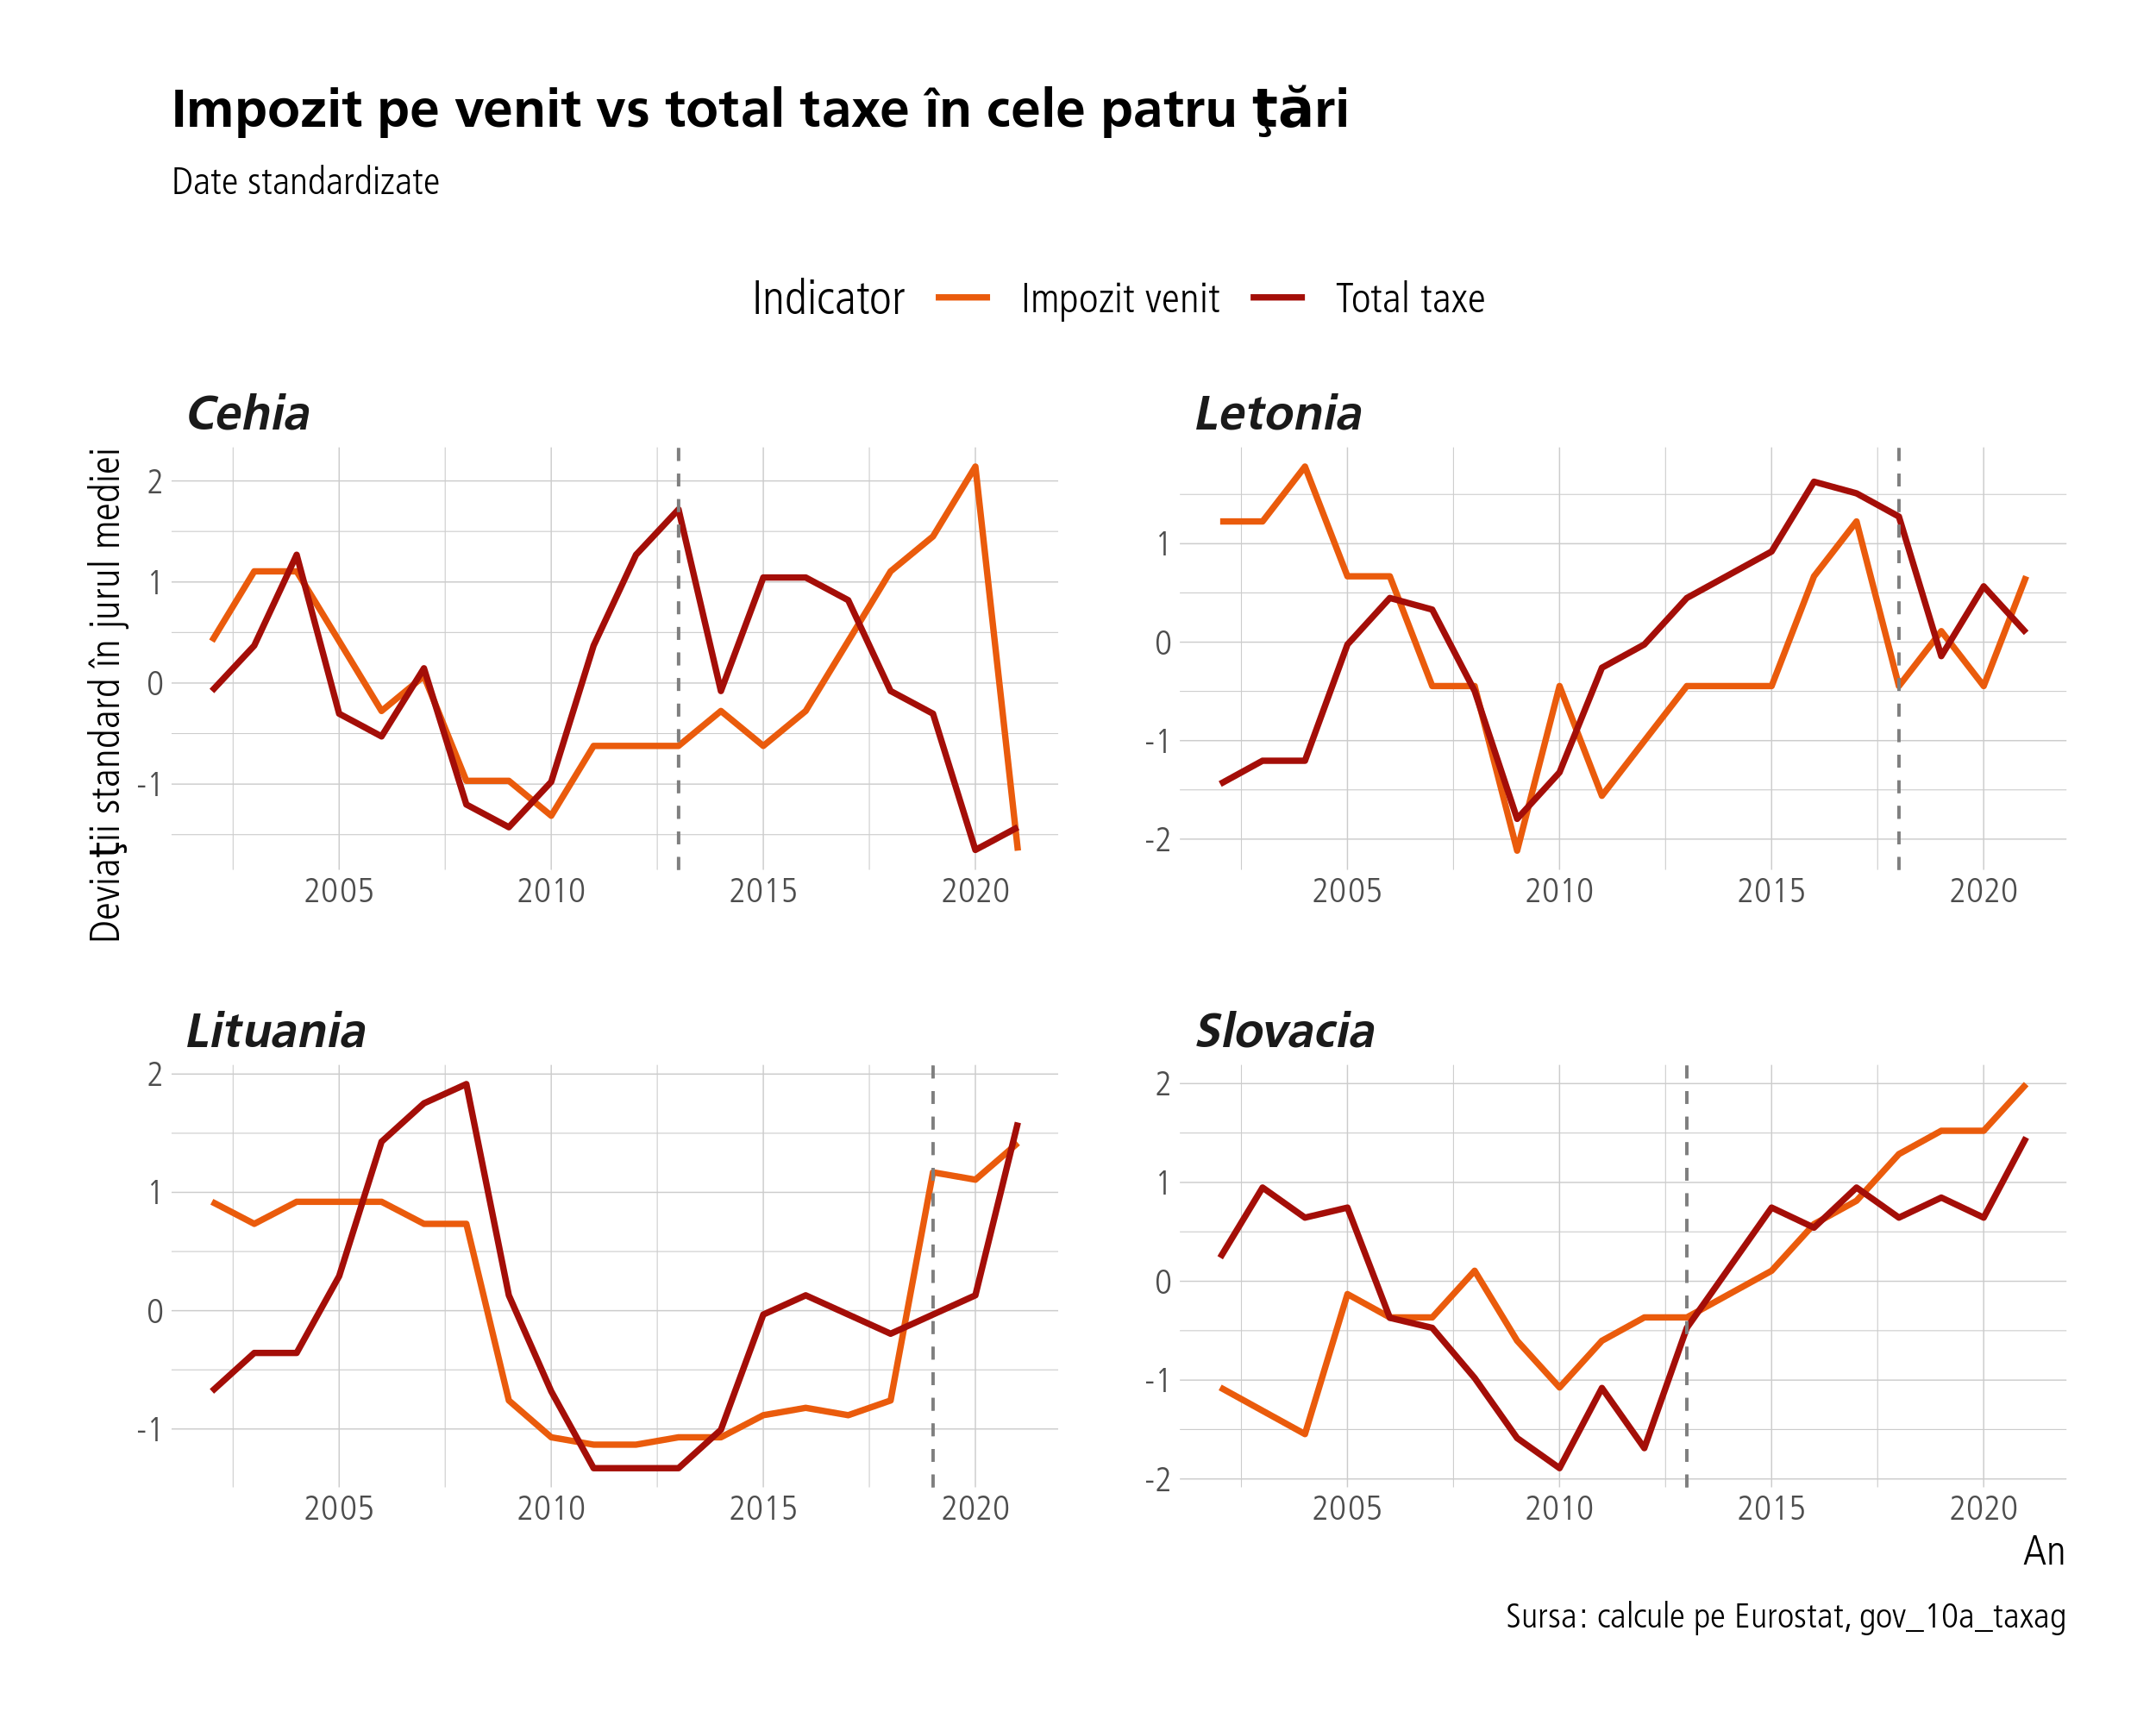 Impozit pe venit vs total taxe în cele patru ţări
Date standardizate
Indicator Impozit venit Total taxe
Cehia
Letonia
Deviaţii standard în jurul mediei
2
1
0
-1
2005 2010 2015 2020
1
0
-1
-2
2005 2010 2015 2020
Lituania
Slovacia
2
1
0
-1
2005 2010 2015 2020
2
1
0
-1
-2
2005 2010 2015 2020
An
Sursa: calcule pe Eurostat, gov_10a_taxag